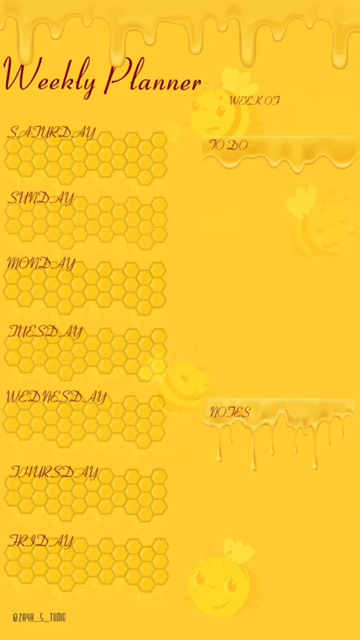 Weekly Planner
WEEK OF
SATURDAY
TO DO
SUNDAY
MONDAY
TUESDAY
WEDNESDAY
NOTES
THURSDAY
FRIDAY